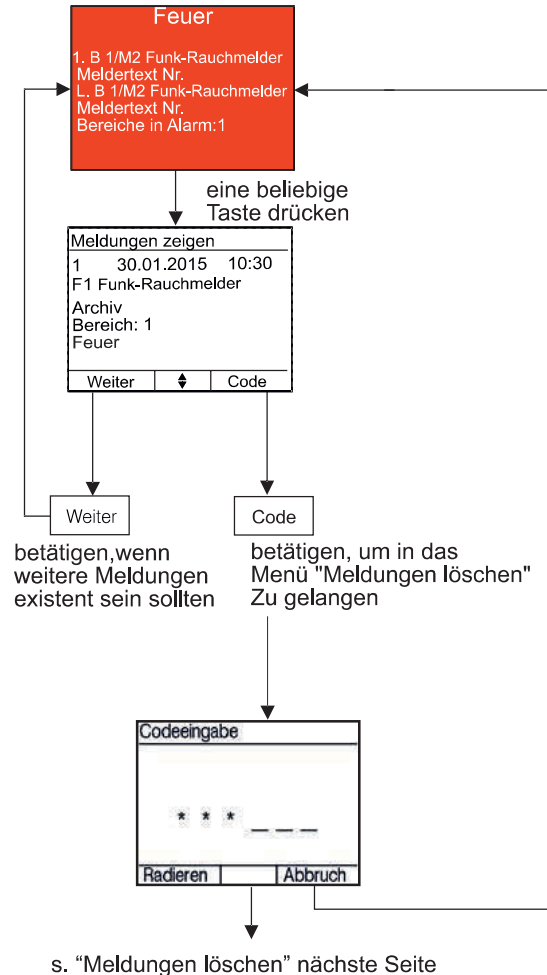 Feuer
1. B 1/M2 Funk-Rauchmelder
Meldertext Nr.
L. B 1/M2 Funk-Rauchmelder
Meldertext Nr.
Bereiche in Alarm:1
eine beliebige
Taste drücken
Meldungen zeigen
1 30.01.2015 10:30
F1 Funk-Rauchmelder
Archiv
Bereich: 1
Feuer
Weiter Code
Weiter
betätigen,wenn
weitere Meldungen
existent sein sollten
Code
betätigen, um in das
Menü "Meldungen löschen"
Zu gelangen
Codeeingabe
* * * _ _ _
Radieren Abbruch
s. "Meldungen löschen" nächste Seite